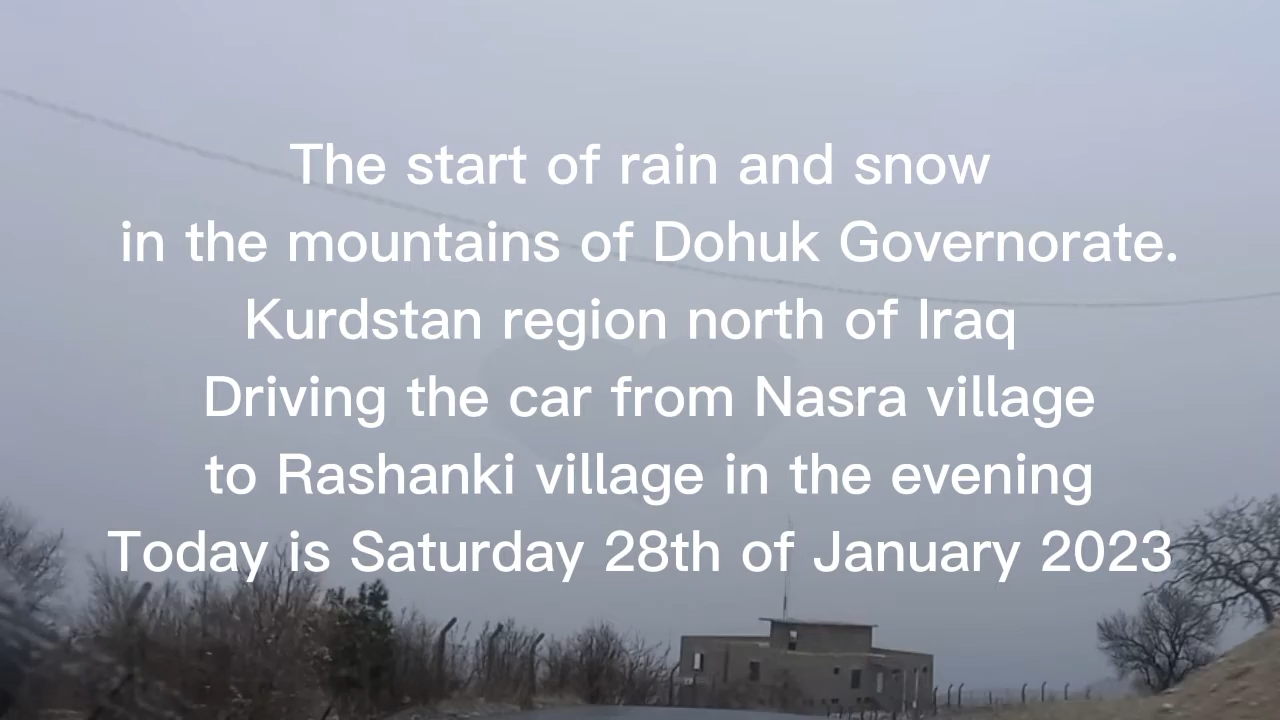 The start of rain and snow
in the mountains of Dohuk Governorate.
Kurdstan region north of Iraq
Driving the car from Nasra village
to Rashanki village in the evening
Today is Saturday 28th of January 2023